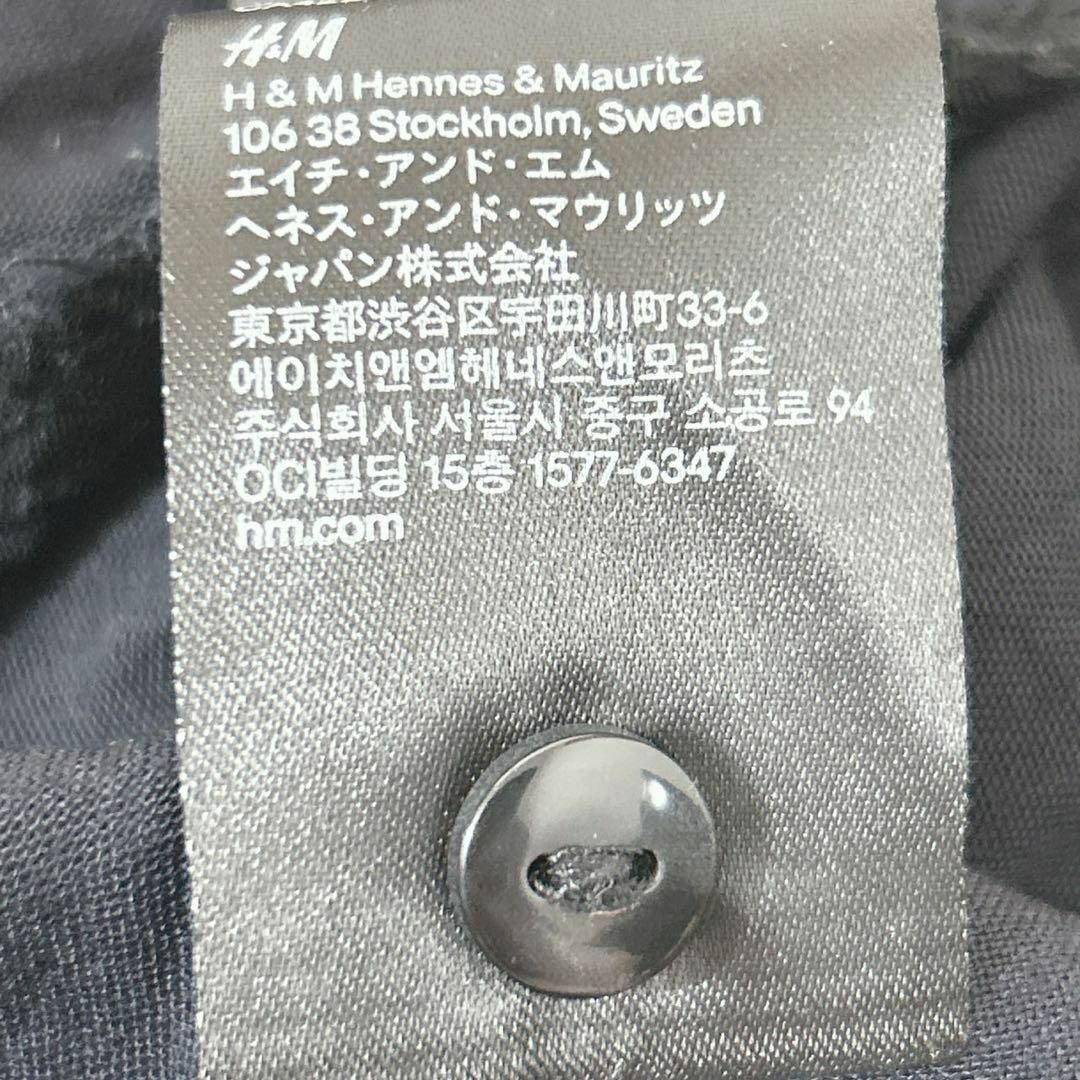 H&M
H & M Hennes & Mauritz
106 38 Stockholm, Sweden
エイチ・アンド・エム
ヘネス・アンド・マウリッツ
ジャパン株式会社
東京都渋谷区宇田川町33-6
에이치앤엠헤네스앤모리츠
주식회사 서울시 중구 소공로 94
OCI빌딩 15층 1577-6347
hm.com